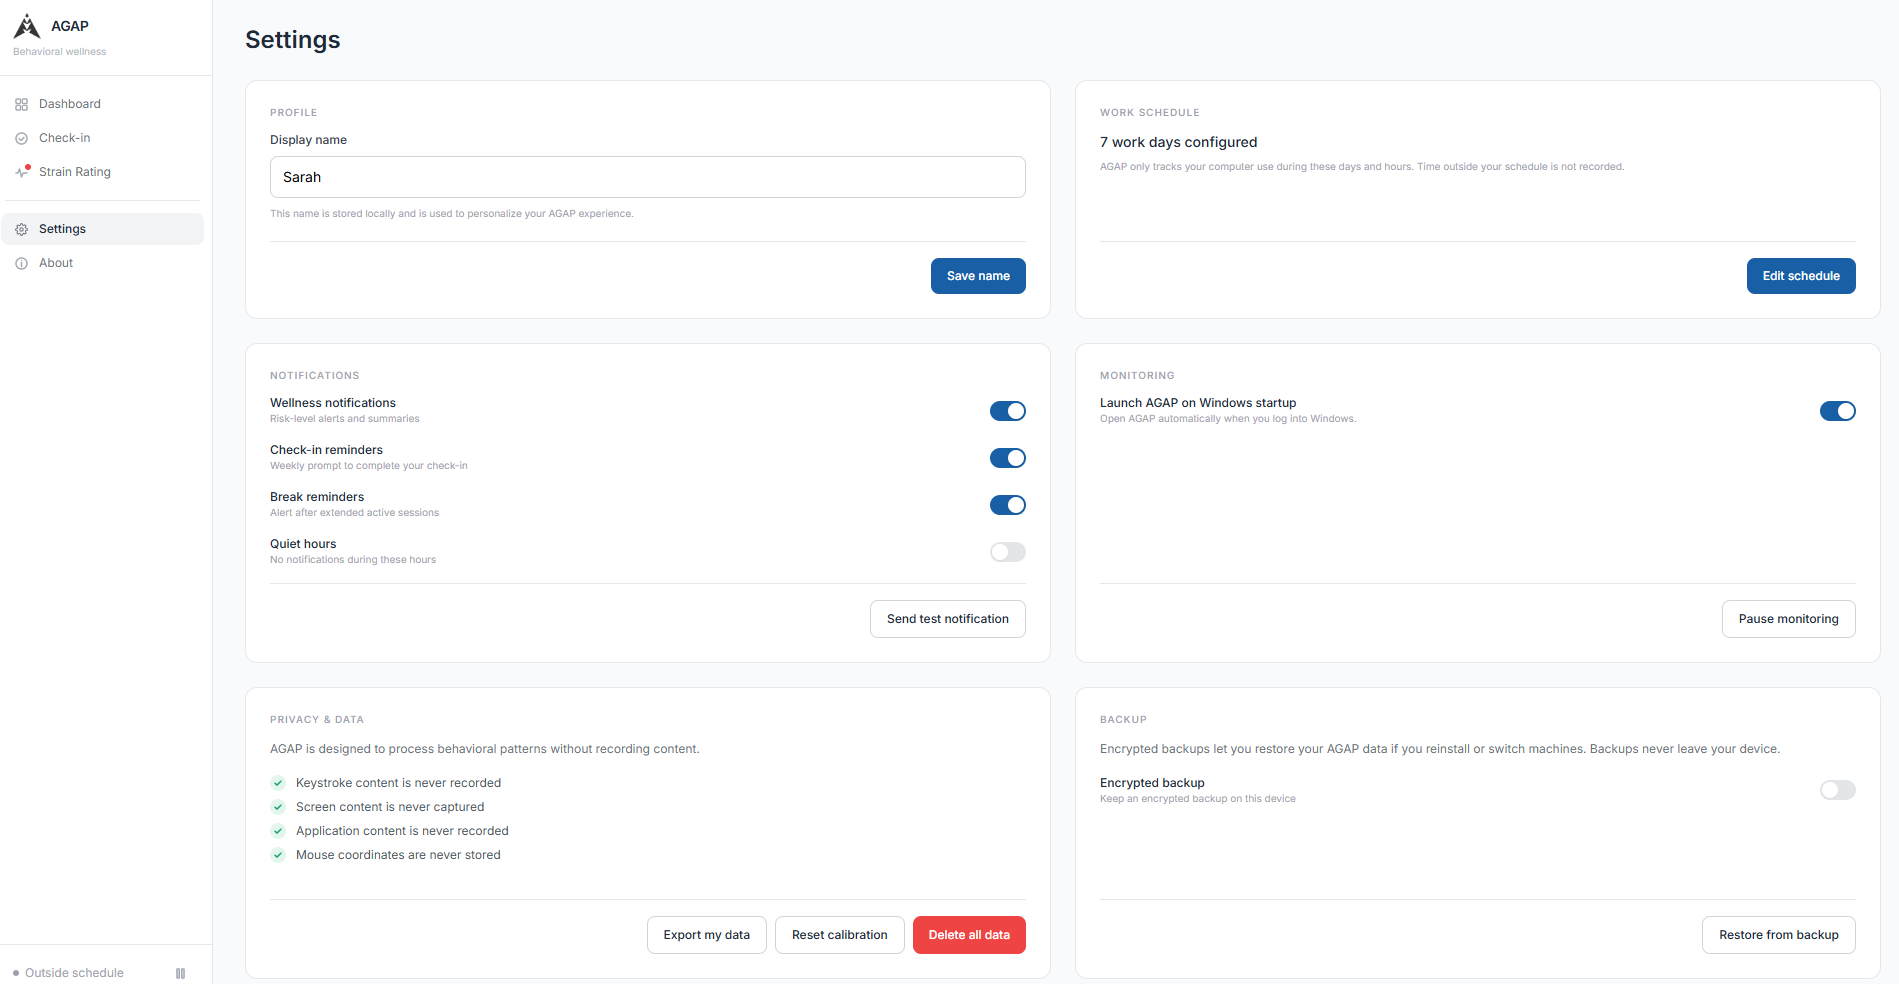 AGAP
Behavioral wellness
Dashboard
Check-in
Strain Rating
Settings
About
Outside schedule
Settings
PROFILE
Display name
Sarah
This name is stored locally and is used to personalize your AGAP experience.
Save name
WORK SCHEDULE
7 work days configured
AGAP only tracks your computer use during these days and hours. Time outside your schedule is not recorded.
Edit schedule
NOTIFICATIONS
Wellness notifications
Risk-level alerts and summaries
Check-in reminders
Weekly prompt to complete your check-in
Break reminders
Alert after extended active sessions
Quiet hours
No notifications during these hours
Send test notification
MONITORING
Launch AGAP on Windows startup
Open AGAP automatically when you log into Windows.
Pause monitoring
PRIVACY & DATA
AGAP is designed to process behavioral patterns without recording content.
Keystroke content is never recorded
Screen content is never captured
Application content is never recorded
Mouse coordinates are never stored
Export my data
Reset calibration
Delete all data
BACKUP
Encrypted backups let you restore your AGAP data if you reinstall or switch machines. Backups never leave your device.
Encrypted backup
Keep an encrypted backup on this device
Restore from backup